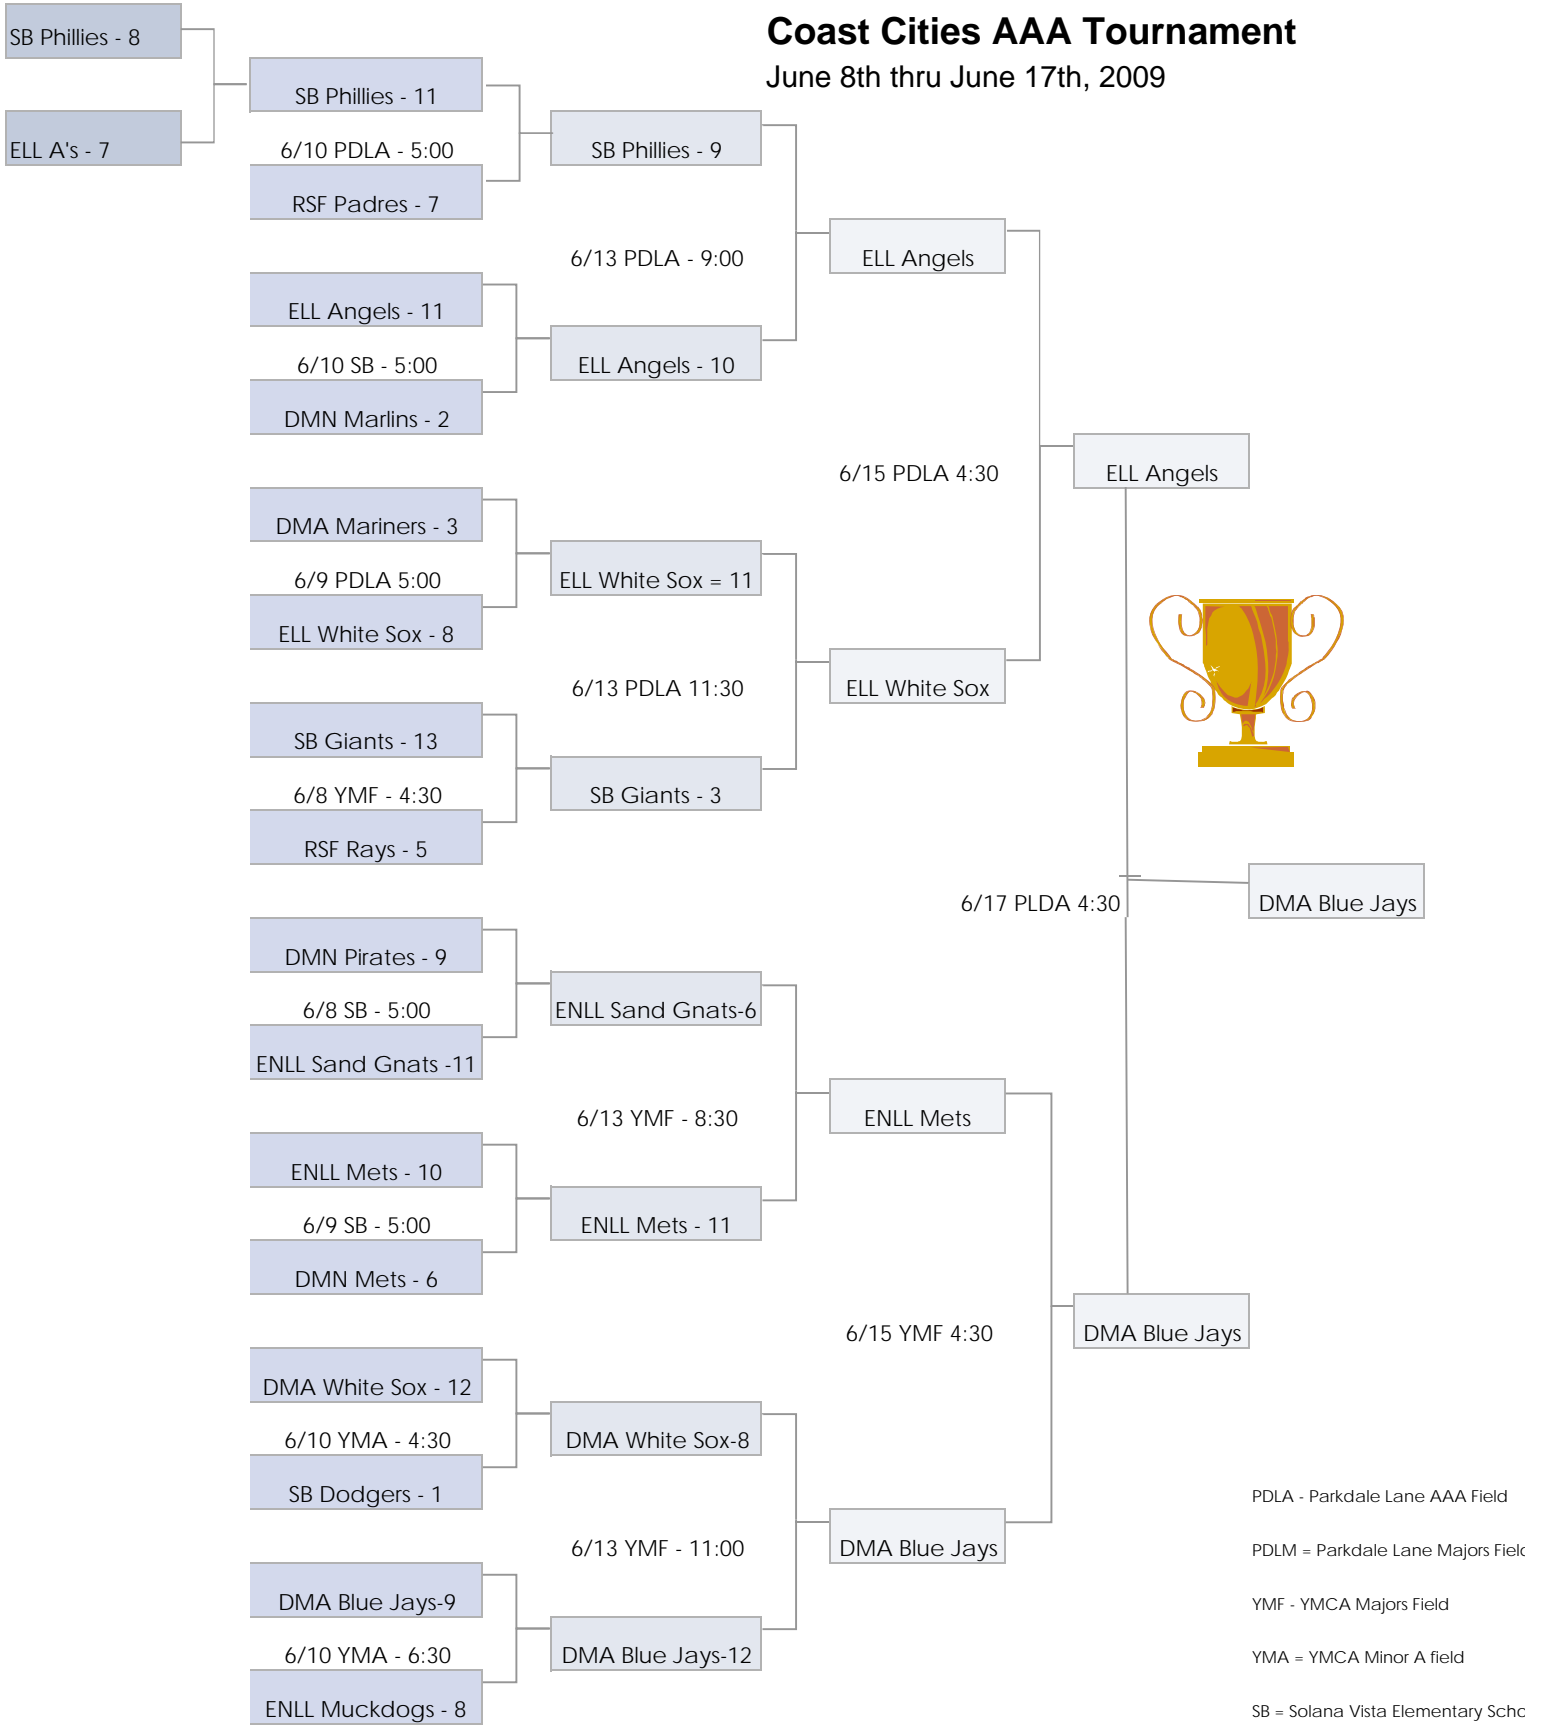 Coast Cities AAA Tournament
June 8th thru June 17th, 2009
SB Phillies - 8
ELL A's - 7
SB Phillies - 11
6/10 PDLA - 5:00
RSF Padres - 7
ELL Angels - 11
6/10 SB - 5:00
DMN Marlins - 2
DMA Mariners - 3
6/9 PDLA 5:00
ELL White Sox - 8
SB Giants - 13
6/8 YMF - 4:30
RSF Rays - 5
DMN Pirates - 9
6/8 SB - 5:00
ENLL Sand Gnats -11
ENLL Mets - 10
6/9 SB - 5:00
DMN Mets - 6
DMA White Sox - 12
6/10 YMA - 4:30
SB Dodgers - 1
DMA Blue Jays-9
6/10 YMA - 6:30
ENLL Muckdogs - 8
SB Phillies - 9
6/13 PDLA - 9:00
ELL Angels - 10
ELL White Sox = 11
6/13 PDLA 11:30
SB Giants - 3
ENLL Sand Gnats-6
6/13 YMF - 8:30
ENLL Mets - 11
DMA White Sox-8
6/13 YMF - 11:00
DMA Blue Jays-12
ELL Angels
6/15 PDLA 4:30
ELL White Sox
ENLL Mets
6/15 YMF 4:30
DMA Blue Jays
ELL Angels
6/17 PLDA 4:30
DMA Blue Jays
DMA Blue Jays
PDLA - Parkdale Lane AAA Field
PDLM = Parkdale Lane Majors Field
YMF - YMCA Majors Field
YMA = YMCA Minor A field
SB = Solana Vista Elementary Scho